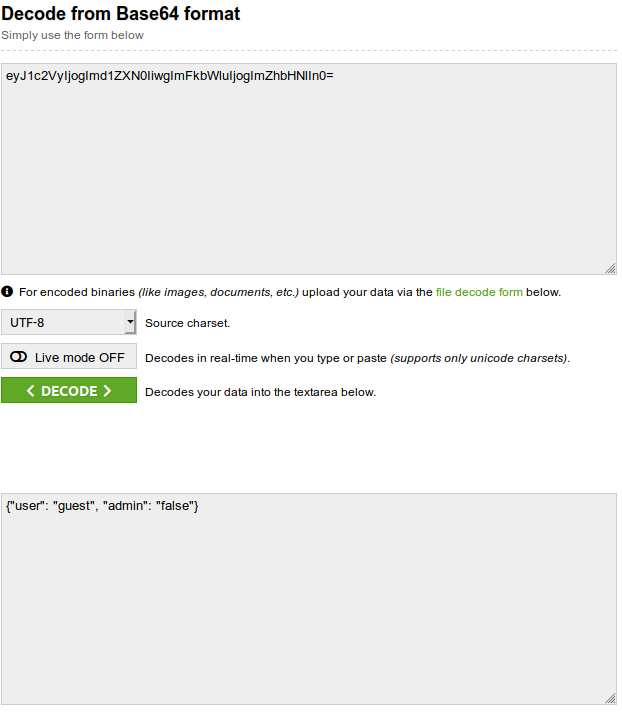 Decode from Base64 format
Simply use the form below
eyJ1c2VyIjogImd1ZXN0IiwgImFkbWluIjogImZhbHNlIn0=
For encoded binaries (like images, documents, etc.) upload your data via the file decode form below.
UTF-8 Source charset.
Live mode OFF Decodes in real-time when you type or paste (supports only unicode charsets).
< DECODE > Decodes your data into the textarea below.
{"user": "guest", "admin": "false"}